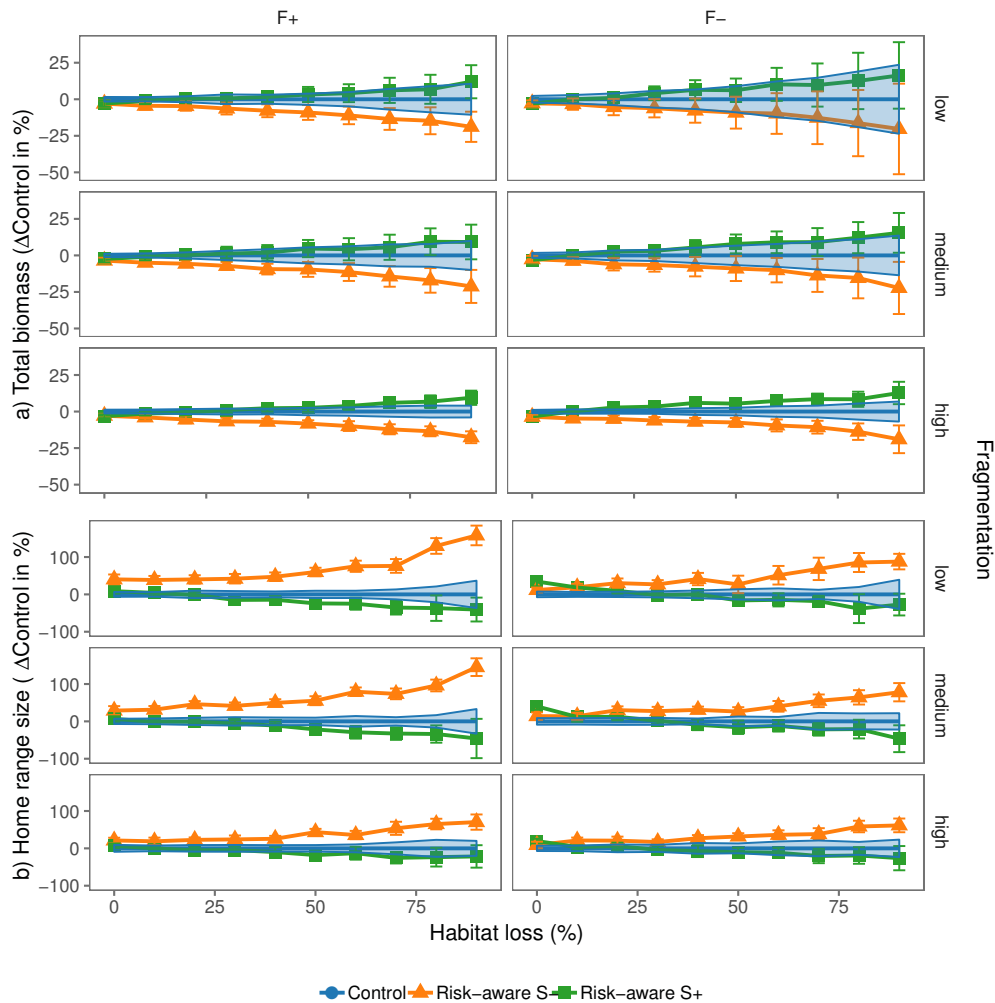 F+ F−
a) Total biomass (ΔControl in %)
25
0
−25
−50
low
25
0
−25
−50
medium
25
0
−25
−50
high
Fragmentation
b) Home range size ( ΔControl in %)
100
0
−100
low
100
0
−100
medium
100
0
−100
high
0 25 50 75 0 25 50 75
Habitat loss (%)
Control Risk−aware S− Risk−aware S+